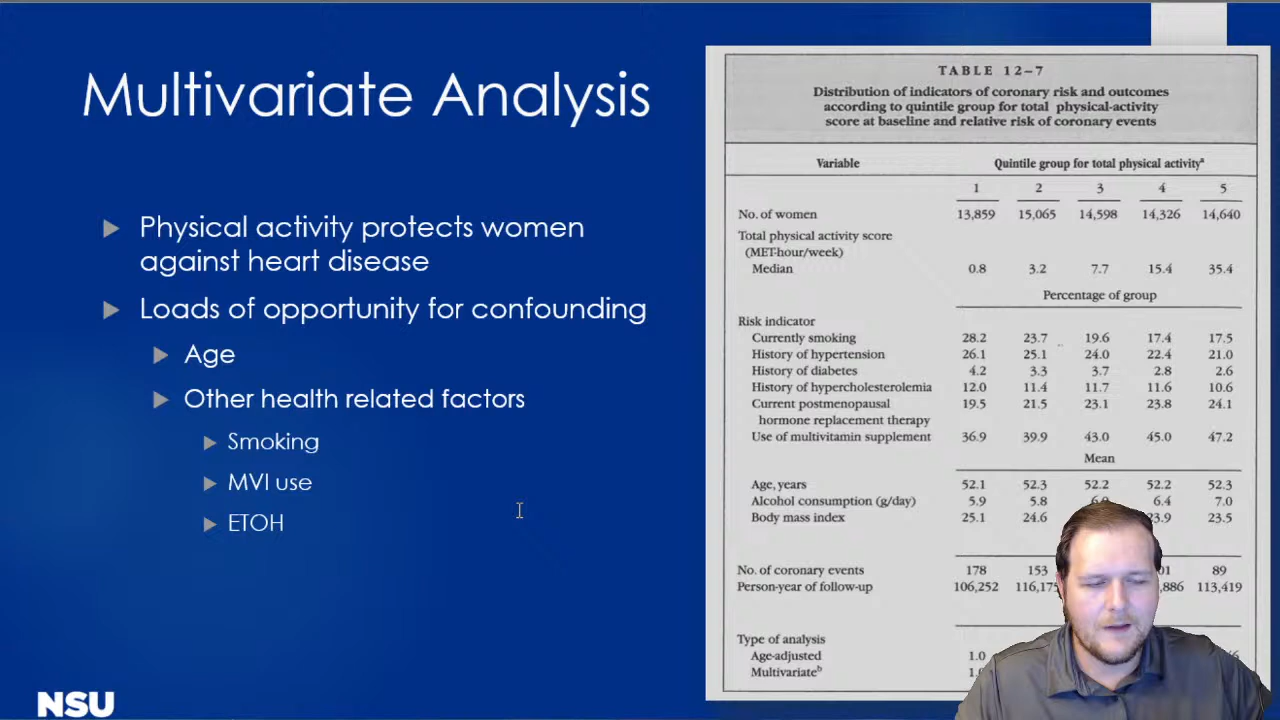 Multivariate Analysis
Physical activity protects women
against heart disease
Loads of opportunity for confounding
Age
Other health related factors
Smoking
MVI use
ETOH
NSU
TABLE 12-7
Distribution of indicators of coronary risk and outcomes
according to quintile group for total physical-activity
score at baseline and relative risk of coronary events
Variable Quintile group for total physical activityᵃ
1 2 3 4 5
No. of women 13,859 15,065 14,598 14,326 14,640
Total physical activity score
(MET-hour/week)
Median 0.8 3.2 7.7 15.4 35.4
Percentage of group
Risk indicator
Currently smoking 28.2 23.7 19.6 17.4 17.5
History of hypertension 26.1 25.1 24.0 22.4 21.0
History of diabetes 4.2 3.3 3.7 2.8 2.6
History of hypercholesterolemia 12.0 11.4 11.7 11.6 10.6
Current postmenopausal 19.5 21.5 23.1 23.8 24.1
hormone replacement therapy
Use of multivitamin supplement 36.9 39.9 43.0 45.0 47.2
Mean
Age, years 52.1 52.3 52.2 52.2 52.3
Alcohol consumption (g/day) 5.9 5.8 6.4 7.0
Body mass index 25.1 24.6 23.9 23.5
No. of coronary events 178 153 89
Person-year of follow-up 106,252 113,419
Type of analysis
Age-adjusted 1.0
Multivariateᵇ